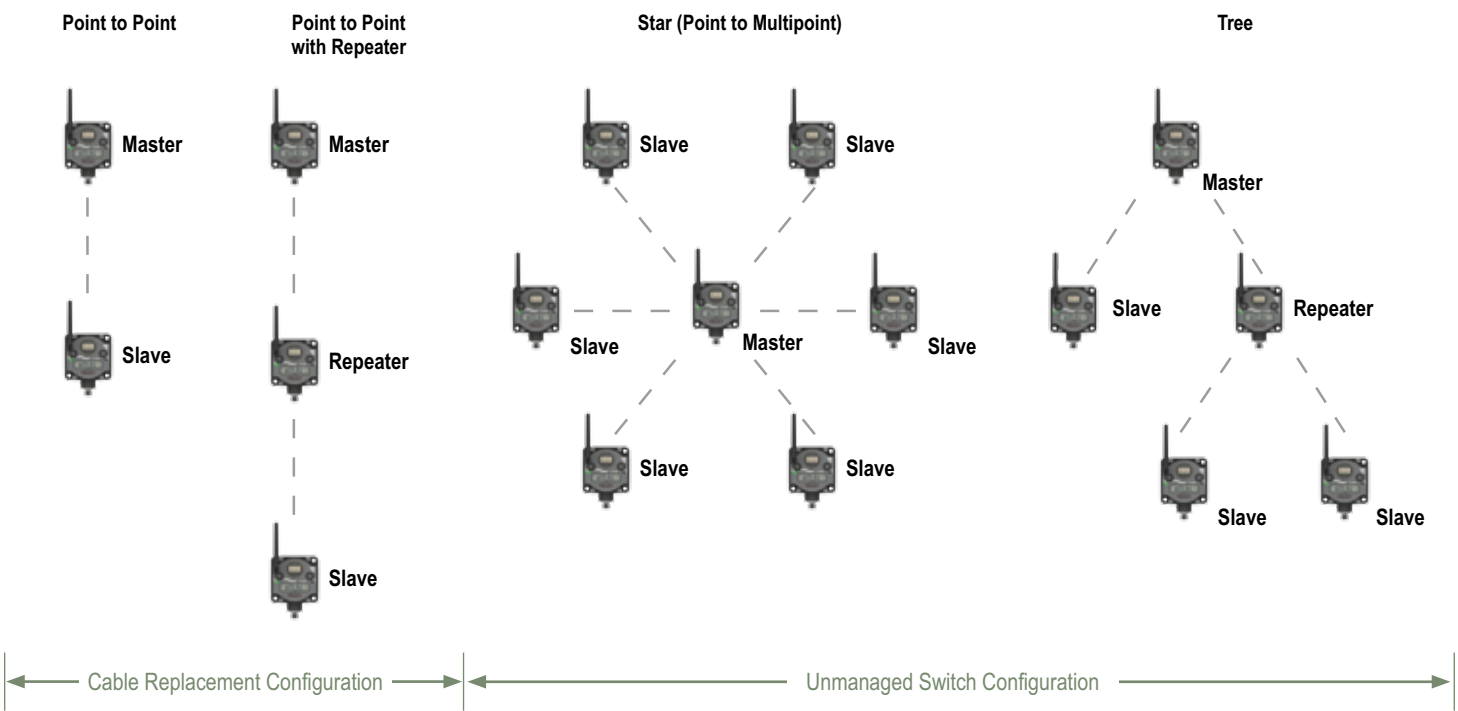 Point to Point
Point to Point
with Repeater
Star (Point to Multipoint)
Tree
Master
Master
Slave
Slave
Master
Slave
Slave
Master
Slave
Slave
Repeater
Slave
Repeater
Slave
Slave
Slave
Slave
Slave
Cable Replacement Configuration
Unmanaged Switch Configuration